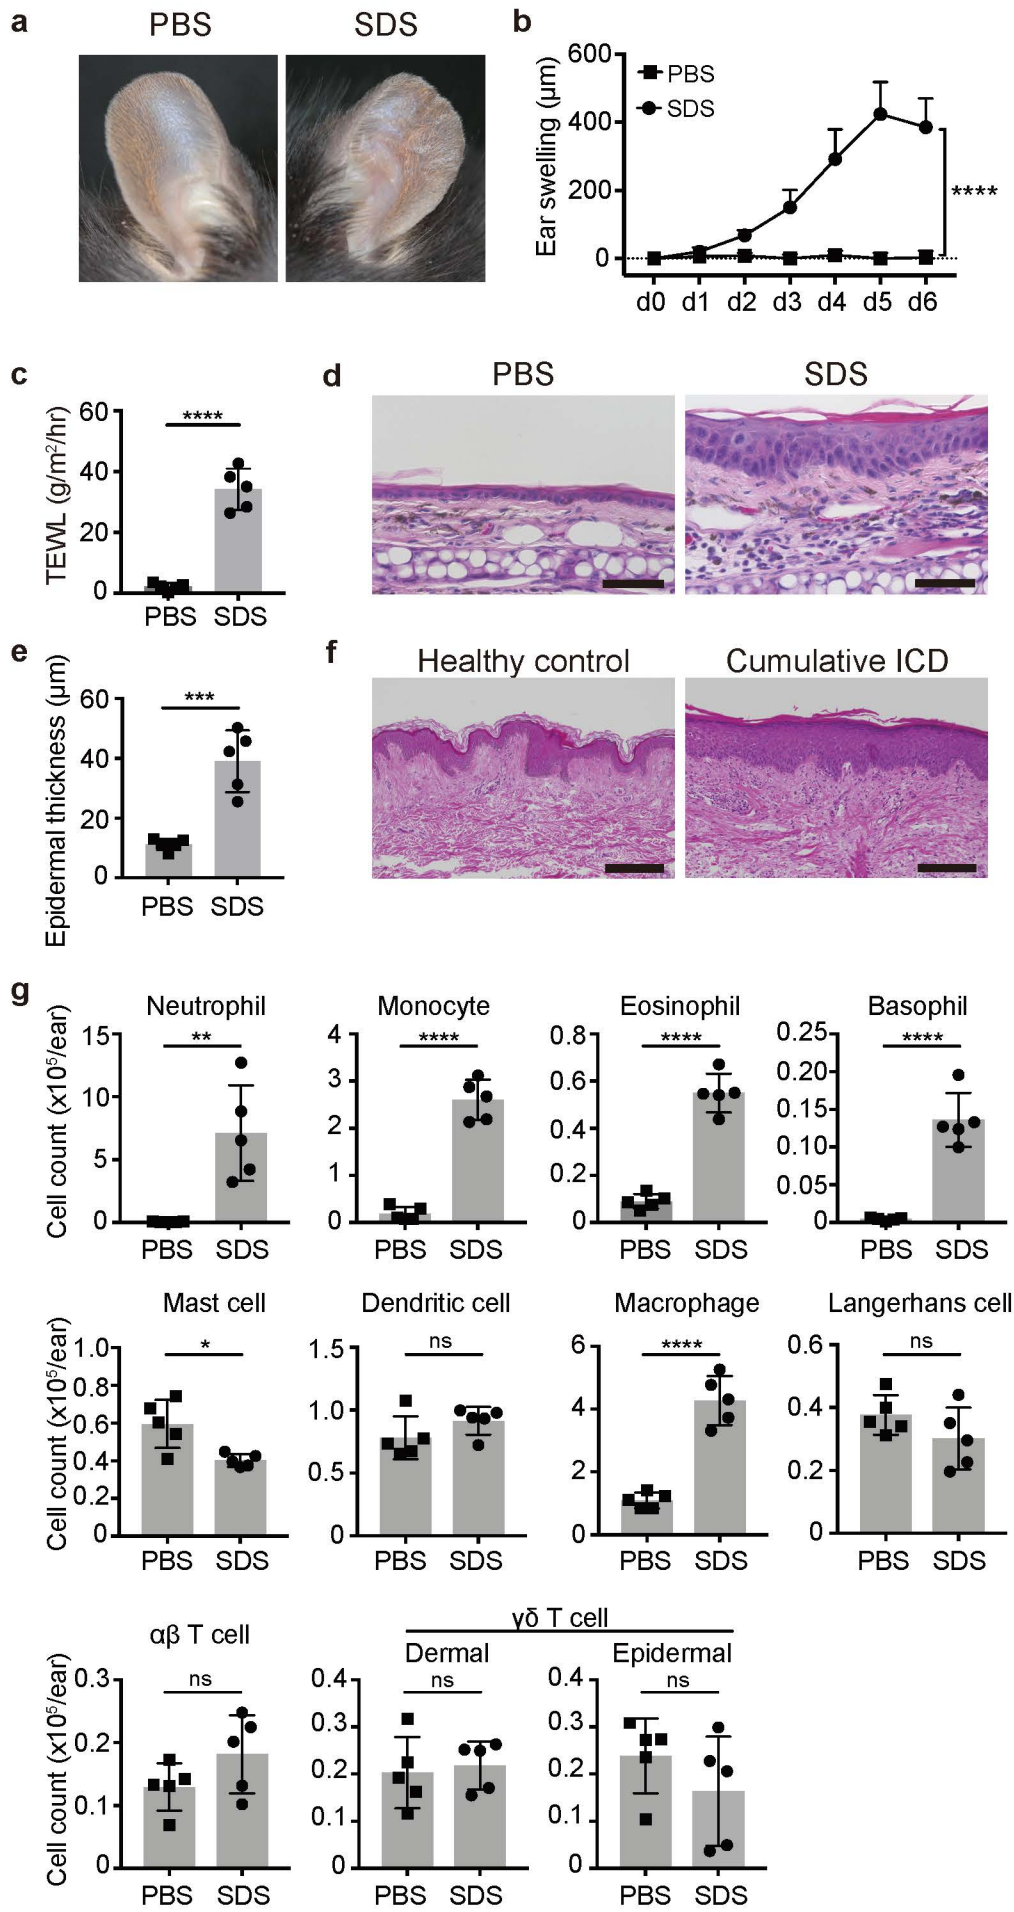 a
PBS
SDS
b
Ear swelling (μm)
600
400
200
0
PBS
SDS
****
d0 d1 d2 d3 d4 d5 d6
c
TEWL (g/m²/hr)
60
40
20
0
****
PBS SDS
d
PBS
SDS
e
Epidermal thickness (μm)
60
40
20
0
***
PBS SDS
f
Healthy control
Cumulative ICD
g
Cell count (x10⁵/ear)
Neutrophil
15
10
5
0
**
PBS SDS
Monocyte
4
3
2
1
0
****
PBS SDS
Eosinophil
0.8
0.6
0.4
0.2
0
****
PBS SDS
Basophil
0.25
0.20
0.15
0.10
0.05
0
****
PBS SDS
Cell count (x10⁵/ear)
Mast cell
1.0
0.8
0.6
0.4
0.2
0
*
PBS SDS
Dendritic cell
1.5
1.0
0.5
0
ns
PBS SDS
Macrophage
6
4
2
0
****
PBS SDS
Langerhans cell
0.6
0.4
0.2
0
ns
PBS SDS
Cell count (x10⁵/ear)
αβ T cell
0.3
0.2
0.1
0
ns
PBS SDS
γδ T cell
Dermal
0.4
0.3
0.2
0.1
0
ns
PBS SDS
Epidermal
0.4
0.3
0.2
0.1
0
ns
PBS SDS